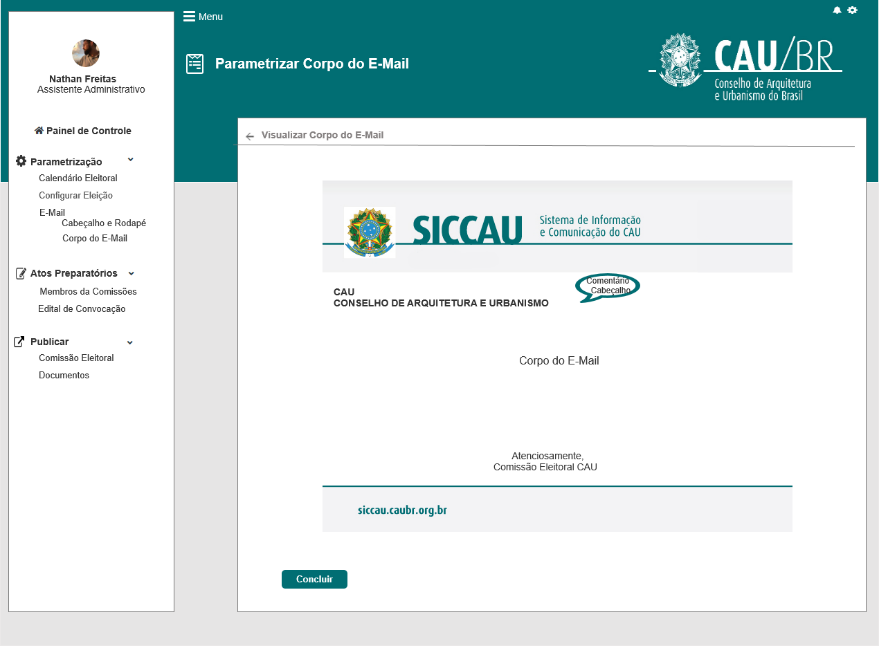 Menu
Parametrizar Corpo do E-Mail
CAU/BR
Conselho de Arquitetura
e Urbanismo do Brasil
Nathan Freitas
Assistente Administrativo
Painel de Controle
Parametrização
Calendário Eleitoral
Configurar Eleição
E-Mail
Cabeçalho e Rodapé
Corpo do E-Mail
Atos Preparatórios
Membros da Comissões
Edital de Convocação
Publicar
Comissão Eleitoral
Documentos
Visualizar Corpo do E-Mail
SICCAU
Sistema de Informação
e Comunicação do CAU
CAU
CONSELHO DE ARQUITETURA E URBANISMO
Comentário
Cabeçalho
Corpo do E-Mail
Atenciosamente,
Comissão Eleitoral CAU
siccau.caubr.org.br
Concluir